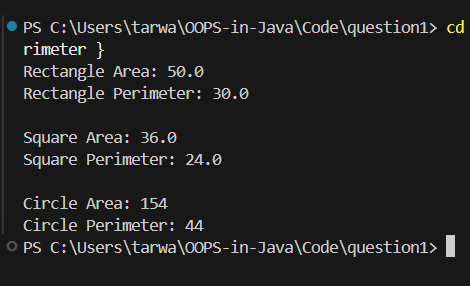 PS C:\Users\tarwa\OOPS-in-Java\Code\question1> cd
rimeter }
Rectangle Area: 50.0
Rectangle Perimeter: 30.0
Square Area: 36.0
Square Perimeter: 24.0
Circle Area: 154
Circle Perimeter: 44
PS C:\Users\tarwa\OOPS-in-Java\Code\question1>